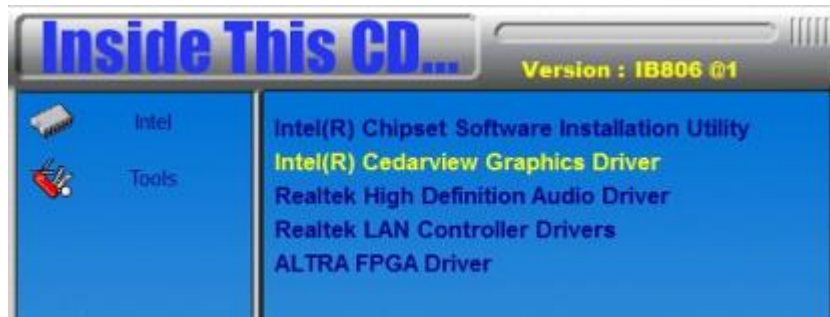 Inside This CD...
Version : IB806 @1
Intel
Tools
Intel(R) Chipset Software Installation Utility
Intel(R) Cedarview Graphics Driver
Realtek High Definition Audio Driver
Realtek LAN Controller Drivers
ALTRA FPGA Driver